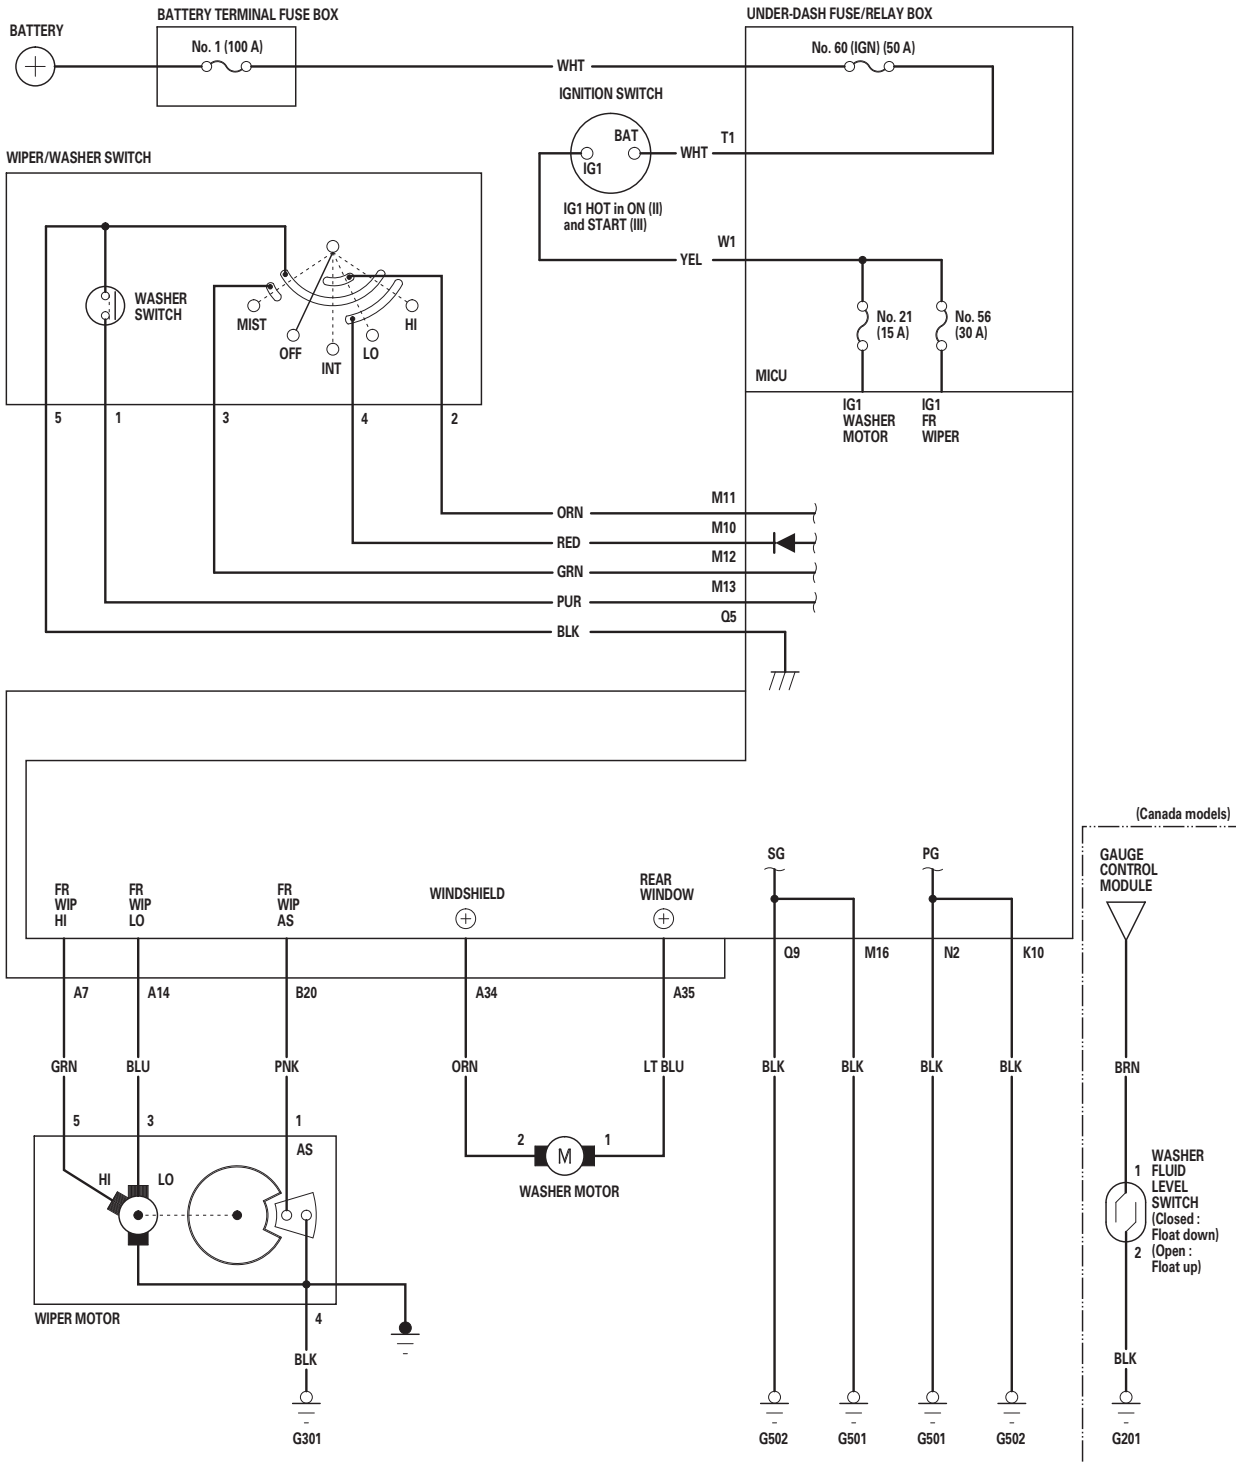 BATTERY TERMINAL FUSE BOX
UNDER-DASH FUSE/RELAY BOX
BATTERY
No. 1 (100 A)
No. 60 (IGN) (50 A)
WHT
IGNITION SWITCH
BAT
T1
WHT
IG1
WIPER/WASHER SWITCH
IG1 HOT in ON (II)
and START (III)
W1
YEL
WASHER
SWITCH
MIST
OFF
INT
LO
HI
No. 21
(15 A)
No. 56
(30 A)
MICU
5
1
3
4
2
IG1
WASHER
MOTOR
IG1
FR
WIPER
M11
ORN
M10
RED
M12
GRN
M13
PUR
Q5
BLK
(Canada models)
SG
PG
GAUGE
CONTROL
MODULE
FR
WIP
HI
FR
WIP
LO
FR
WIP
AS
WINDSHIELD
REAR
WINDOW
Q9
M16
N2
K10
A7
A14
B20
A34
A35
GRN
BLU
PNK
ORN
LT BLU
BLK
BLK
BLK
BLK
BRN
5
3
1
AS
HI
LO
2
M
1
WASHER MOTOR
1
WASHER
FLUID
LEVEL
SWITCH
(Closed :
Float down)
(Open :
Float up)
2
WIPER MOTOR
4
BLK
BLK
G301
G502
G501
G501
G502
G201